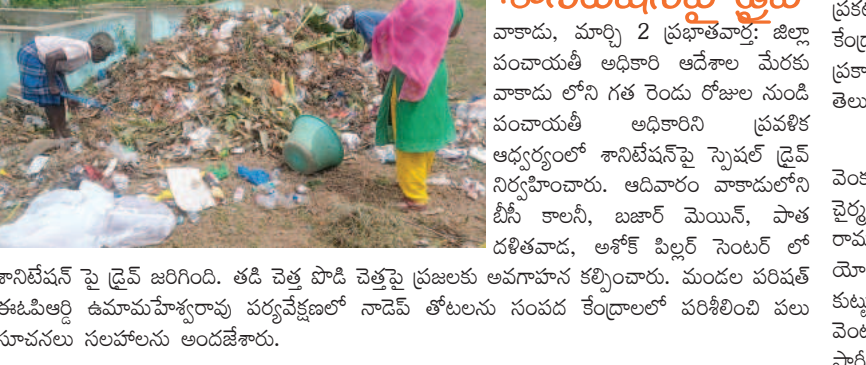 శానిటేషన్‌పై డ్రైవ్
వాకాడు, మార్చి 2 ప్రభాతవార్త: జిల్లా
పంచాయతీ అధికారి ఆదేశాల మేరకు
వాకాడు లోని గత రెండు రోజుల నుండి
పంచాయతీ అధికారిని ప్రవళిక
ఆధ్వర్యంలో శానిటేషన్‌పై స్పెషల్ డ్రైవ్
నిర్వహించారు. ఆదివారం వాకాడులోని
బీసీ కాలనీ, బజార్ మెయిన్, పాత
దళితవాడ, అశోక్ పిల్లర్ సెంటర్ లో
శానిటేషన్ పై డ్రైవ్ జరిగింది. తడి చెత్త పొడి చెత్తపై ప్రజలకు అవగాహన కల్పించారు. మండల పరిషత్
ఈఓపిఆర్డి ఉమామహేశ్వరావు పర్యవేక్షణలో నాడెప్ తోటలను సంపద కేంద్రాలలో పరిశీలించి పలు
సూచనలు సలహాలను అందజేశారు.